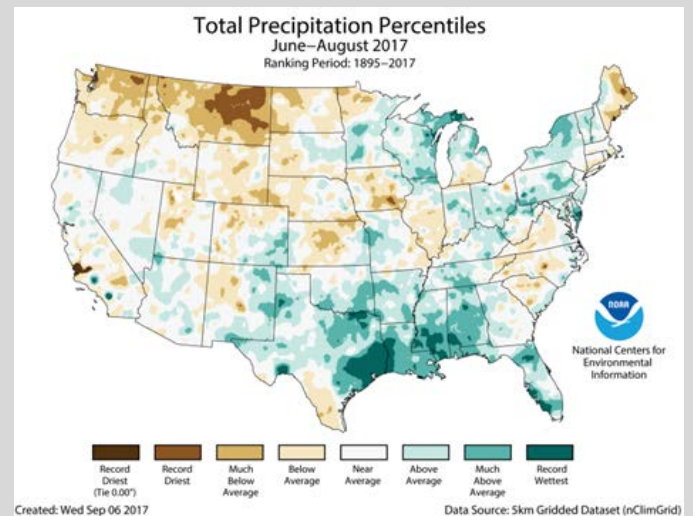 Total Precipitation Percentiles
June–August 2017
Ranking Period: 1895–2017
NOAA
National Centers for
Environmental
Information
Record
Driest
(Tie 0.00")
Record
Driest
Much
Below
Average
Below
Average
Near
Average
Above
Average
Much
Above
Average
Record
Wettest
Created: Wed Sep 06 2017
Data Source: 5km Gridded Dataset (nClimGrid)